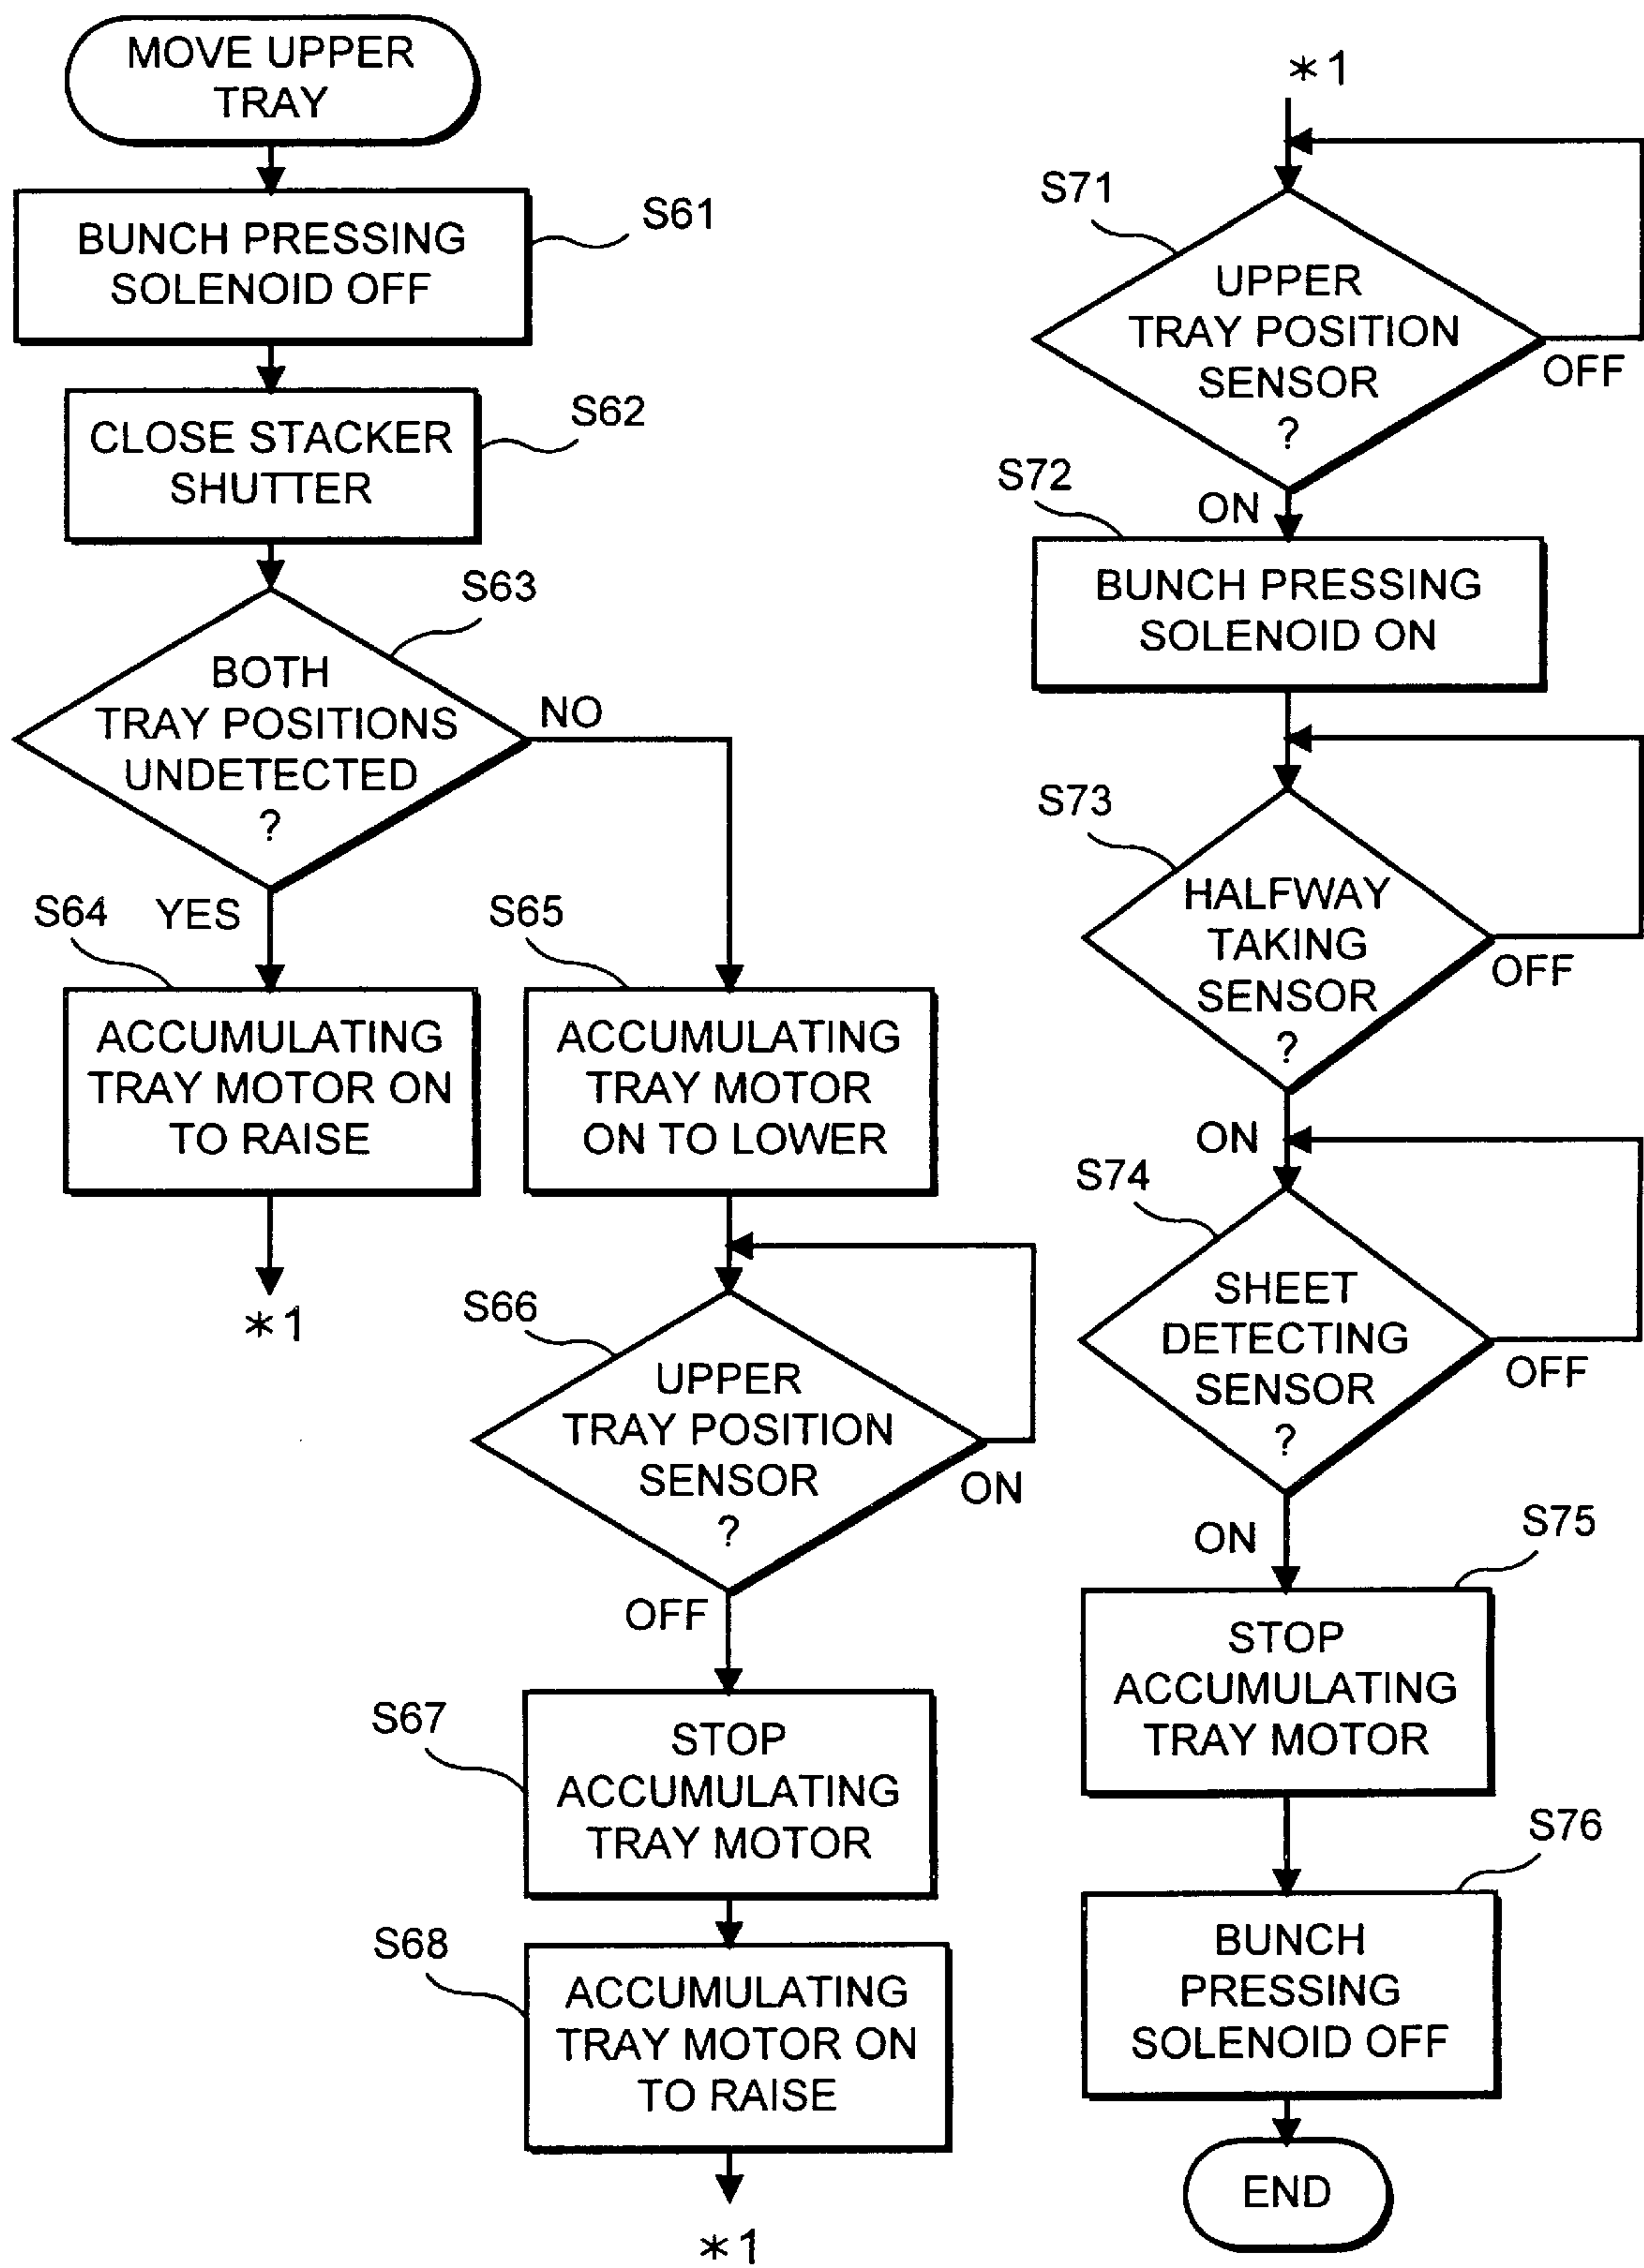 MOVE UPPER
TRAY
S61
BUNCH PRESSING
SOLENOID OFF
S62
CLOSE STACKER
SHUTTER
S63
BOTH
TRAY POSITIONS
UNDETECTED
?
NO
YES
S64
ACCUMULATING
TRAY MOTOR ON
TO RAISE
*1
S65
ACCUMULATING
TRAY MOTOR
ON TO LOWER
S66
UPPER
TRAY POSITION
SENSOR
?
ON
OFF
S67
STOP
ACCUMULATING
TRAY MOTOR
S68
ACCUMULATING
TRAY MOTOR ON
TO RAISE
*1
*1
S71
UPPER
TRAY POSITION
SENSOR
?
OFF
ON
S72
BUNCH PRESSING
SOLENOID ON
S73
HALFWAY
TAKING
SENSOR
?
OFF
ON
S74
SHEET
DETECTING
SENSOR
?
OFF
ON
S75
STOP
ACCUMULATING
TRAY MOTOR
S76
BUNCH
PRESSING
SOLENOID OFF
END